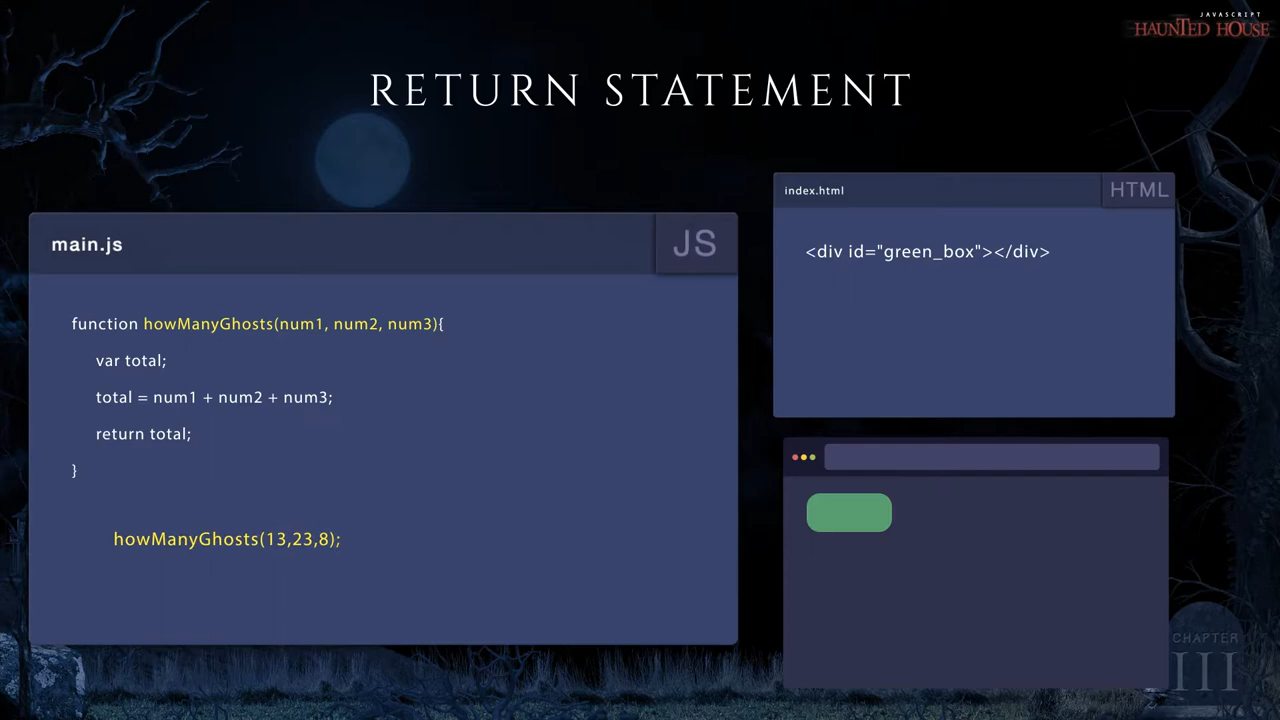 JAVASCRIPT
HAUNTED HOUSE
RETURN STATEMENT
main.js
JS
function howManyGhosts(num1, num2, num3){
var total;
total = num1 + num2 + num3;
return total;
}
howManyGhosts(13,23,8);
index.html
HTML
<div id="green_box"></div>
CHAPTER
III